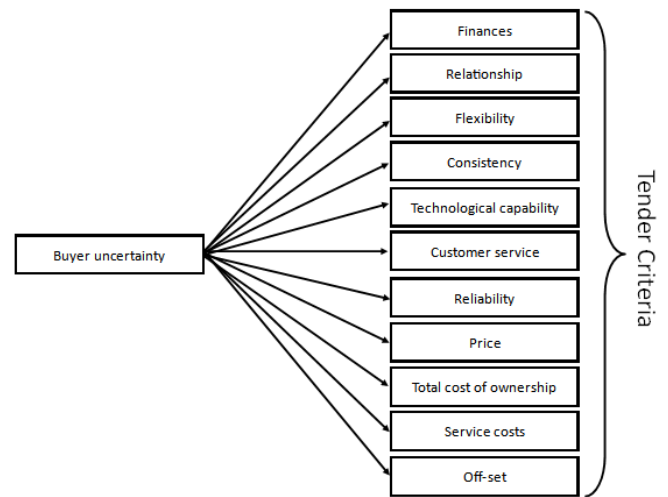 Finances
Relationship
Flexibility
Consistency
Technological capability
Buyer uncertainty
Customer service
Reliability
Price
Total cost of ownership
Service costs
Off-set
Tender Criteria